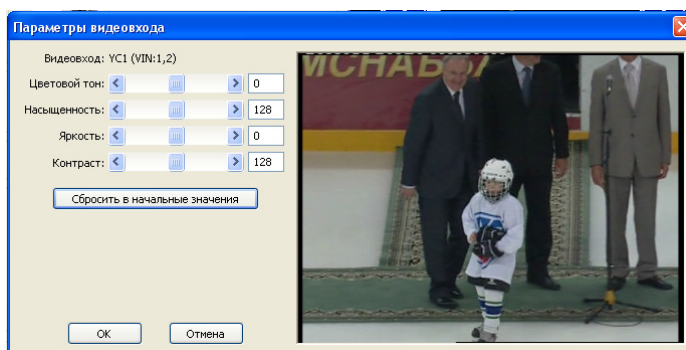 Параметры видеовхода
Видеовход: YC1 (VIN:1,2)
Цветовой тон: 0
Насыщенность: 128
Яркость: 0
Контраст: 128
Сбросить в начальные значения
OK
Отмена